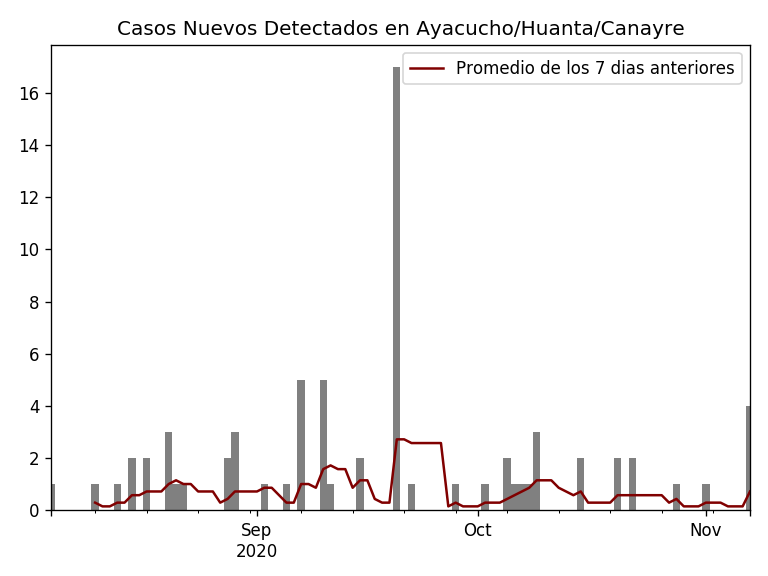 Casos Nuevos Detectados en Ayacucho/Huanta/Canayre
Promedio de los 7 dias anteriores
16
14
12
10
8
6
4
2
0
Sep
2020
Oct
Nov